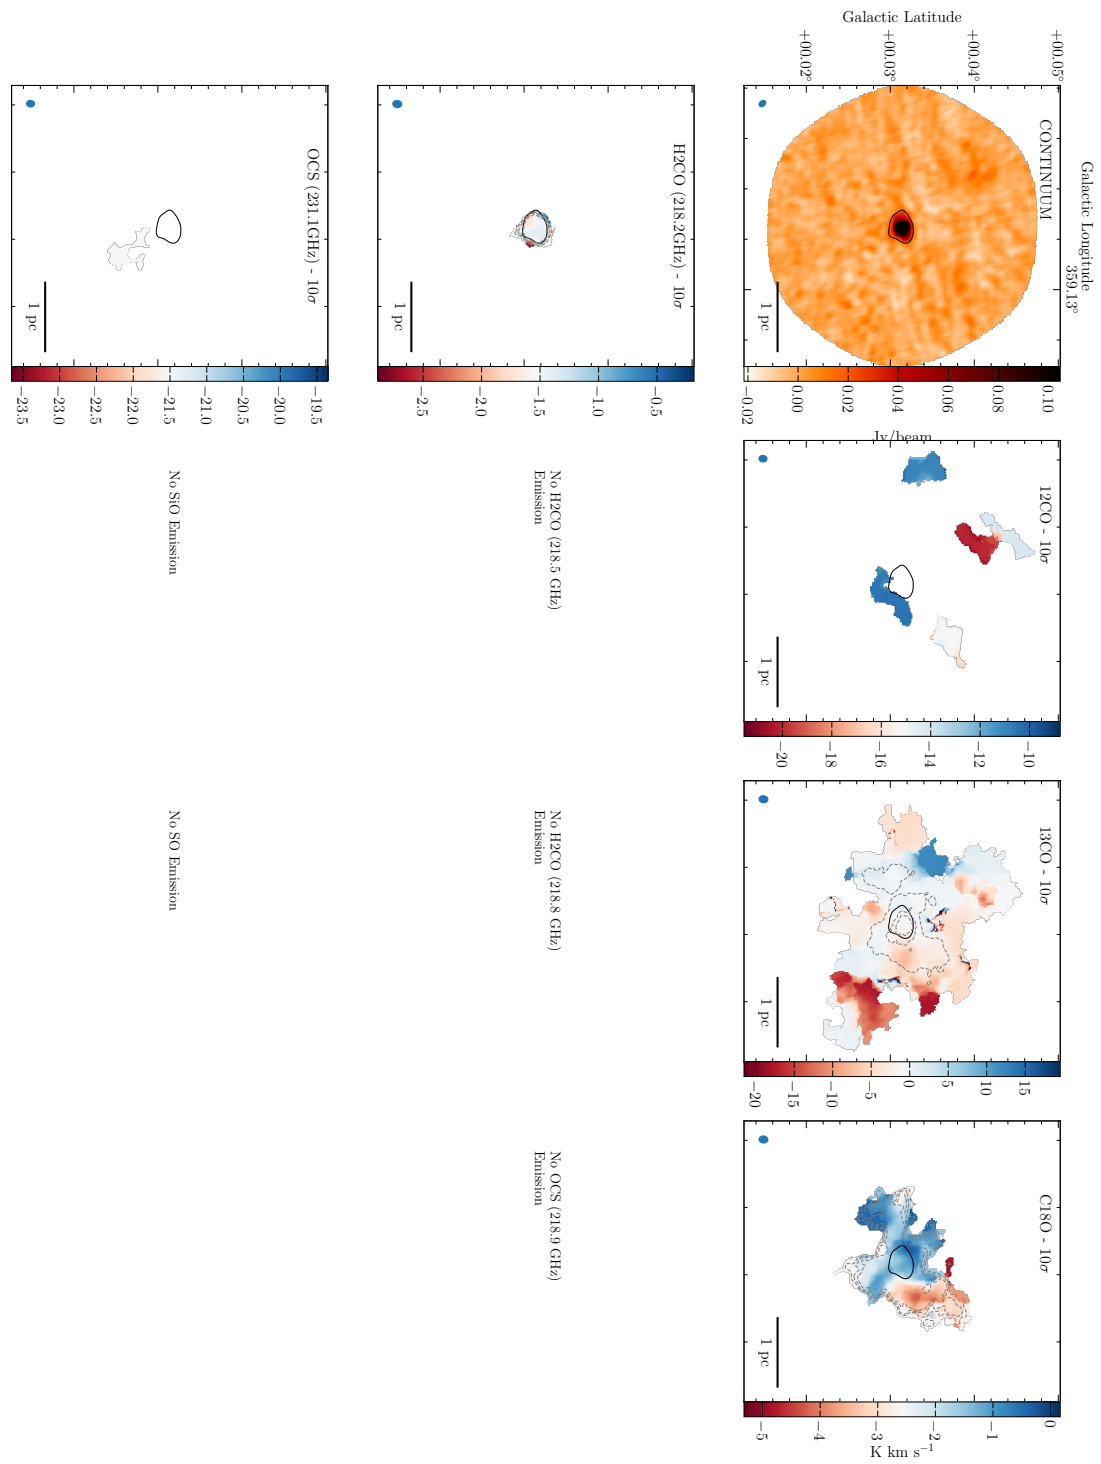 Galactic Longitude
359.13°
Galactic Latitude
+00.02°
+00.03°
+00.04°
+00.05°
CONTINUUM
1 pc
−0.02
0.00
0.02
0.04
0.06
0.08
0.10
Jy/beam
12CO - 10σ
1 pc
−20
−18
−16
−14
−12
−10
13CO - 10σ
1 pc
−20
−15
−10
−5
0
5
10
15
C18O - 10σ
1 pc
−5
−4
−3
−2
−1
0
K km s⁻¹
H2CO (218.2GHz) - 10σ
1 pc
−2.5
−2.0
−1.5
−1.0
−0.5
No H2CO (218.5 GHz)
Emission
No H2CO (218.8 GHz)
Emission
No OCS (218.9 GHz)
Emission
OCS (231.1GHz) - 10σ
1 pc
−23.5
−23.0
−22.5
−22.0
−21.5
−21.0
−20.5
−20.0
−19.5
No SiO Emission
No SO Emission